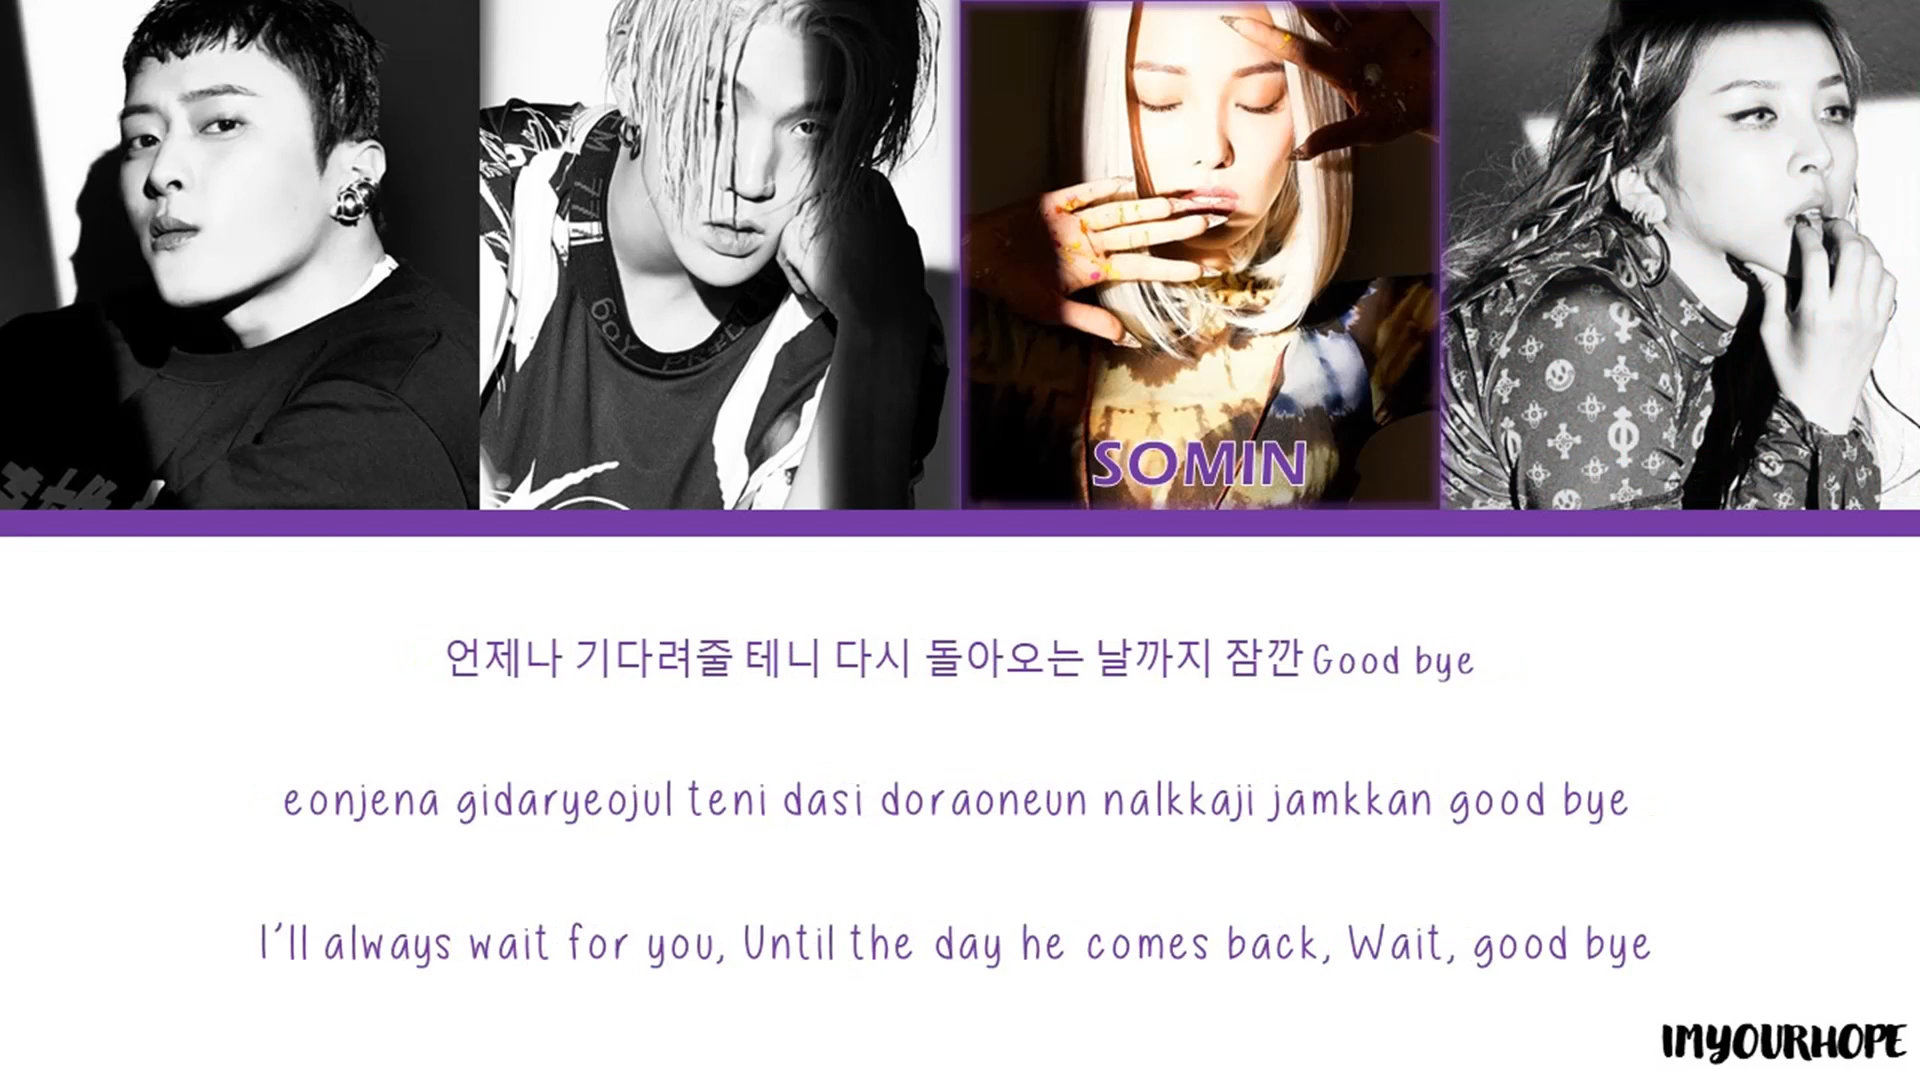 SOMIN
언제나 기다려줄 테니 다시 돌아오는 날까지 잠깐 Good bye
eonjena gidaryeojul teni dasi doraoneun nalkkaji jamkkan good bye
I'll always wait for you, Until the day he comes back, Wait, good bye
IMYOURHOPE